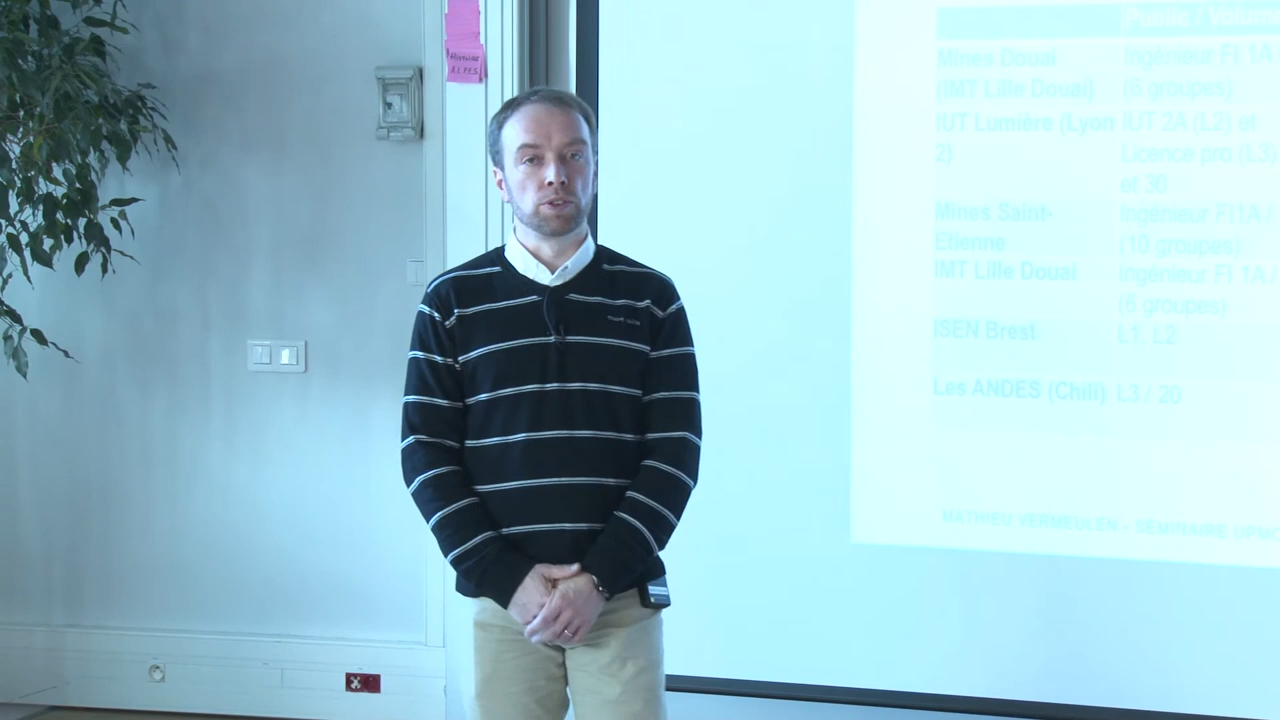 ALPES
Public / Volume
Mines Douai
(IMT Lille Douai)
Ingénieur FI 1A /
(6 groupes)
IUT Lumière (Lyon
2)
IUT 2A (L2) et
Licence pro (L3)
et 30
Mines Saint-
Etienne
Ingénieur FI1A /
(10 groupes)
IMT Lille Douai
Ingénieur FI 1A /
(6 groupes)
ISEN Brest
L1, L2
Les ANDES (Chili)
L3 / 20
MATHIEU VERMEULEN - SÉMINAIRE UPMC